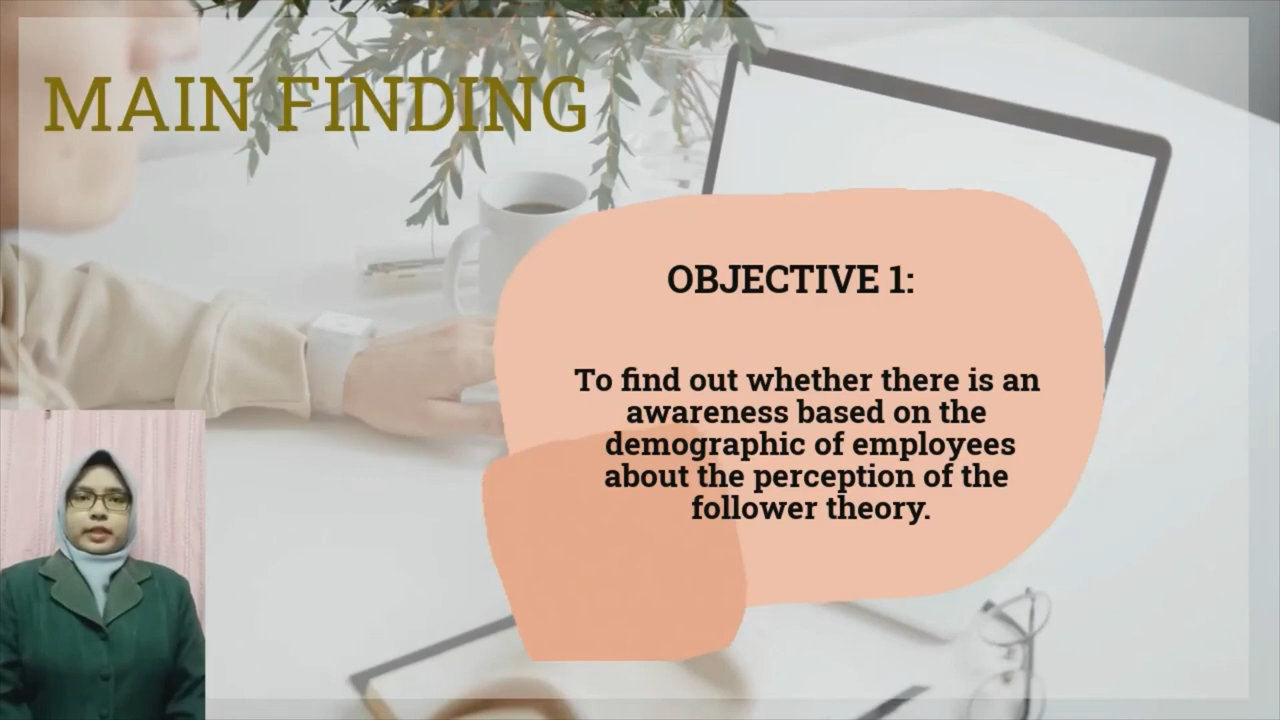 MAIN FINDING
OBJECTIVE 1:
To find out whether there is an
awareness based on the
demographic of employees
about the perception of the
follower theory.